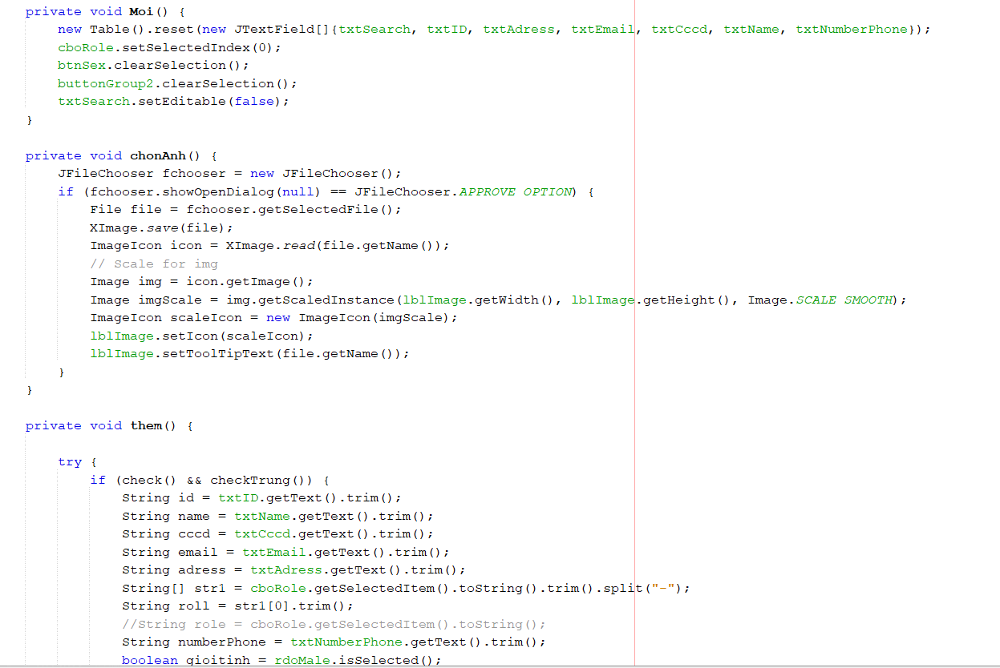 private void Moi() {
new Table().reset(new JTextField[]{txtSearch, txtID, txtAdress, txtEmail, txtCccd, txtName, txtNumberPhone});
cboRole.setSelectedIndex(0);
btnSex.clearSelection();
buttonGroup2.clearSelection();
txtSearch.setEditable(false);
}
private void chonAnh() {
JFileChooser fchooser = new JFileChooser();
if (fchooser.showOpenDialog(null) == JFileChooser.APPROVE_OPTION) {
File file = fchooser.getSelectedFile();
XImage.save(file);
ImageIcon icon = XImage.read(file.getName());
// Scale for img
Image img = icon.getImage();
Image imgScale = img.getScaledInstance(lblImage.getWidth(), lblImage.getHeight(), Image.SCALE_SMOOTH);
ImageIcon scaleIcon = new ImageIcon(imgScale);
lblImage.setIcon(scaleIcon);
lblImage.setToolTipText(file.getName());
}
}
private void them() {
try {
if (check() && checkTrung()) {
String id = txtID.getText().trim();
String name = txtName.getText().trim();
String cccd = txtCccd.getText().trim();
String email = txtEmail.getText().trim();
String adress = txtAdress.getText().trim();
String[] str1 = cboRole.getSelectedItem().toString().trim().split("-");
String roll = str1[0].trim();
//String role = cboRole.getSelectedItem().toString();
String numberPhone = txtNumberPhone.getText().trim();
boolean gioitinh = rdoMale.isSelected();